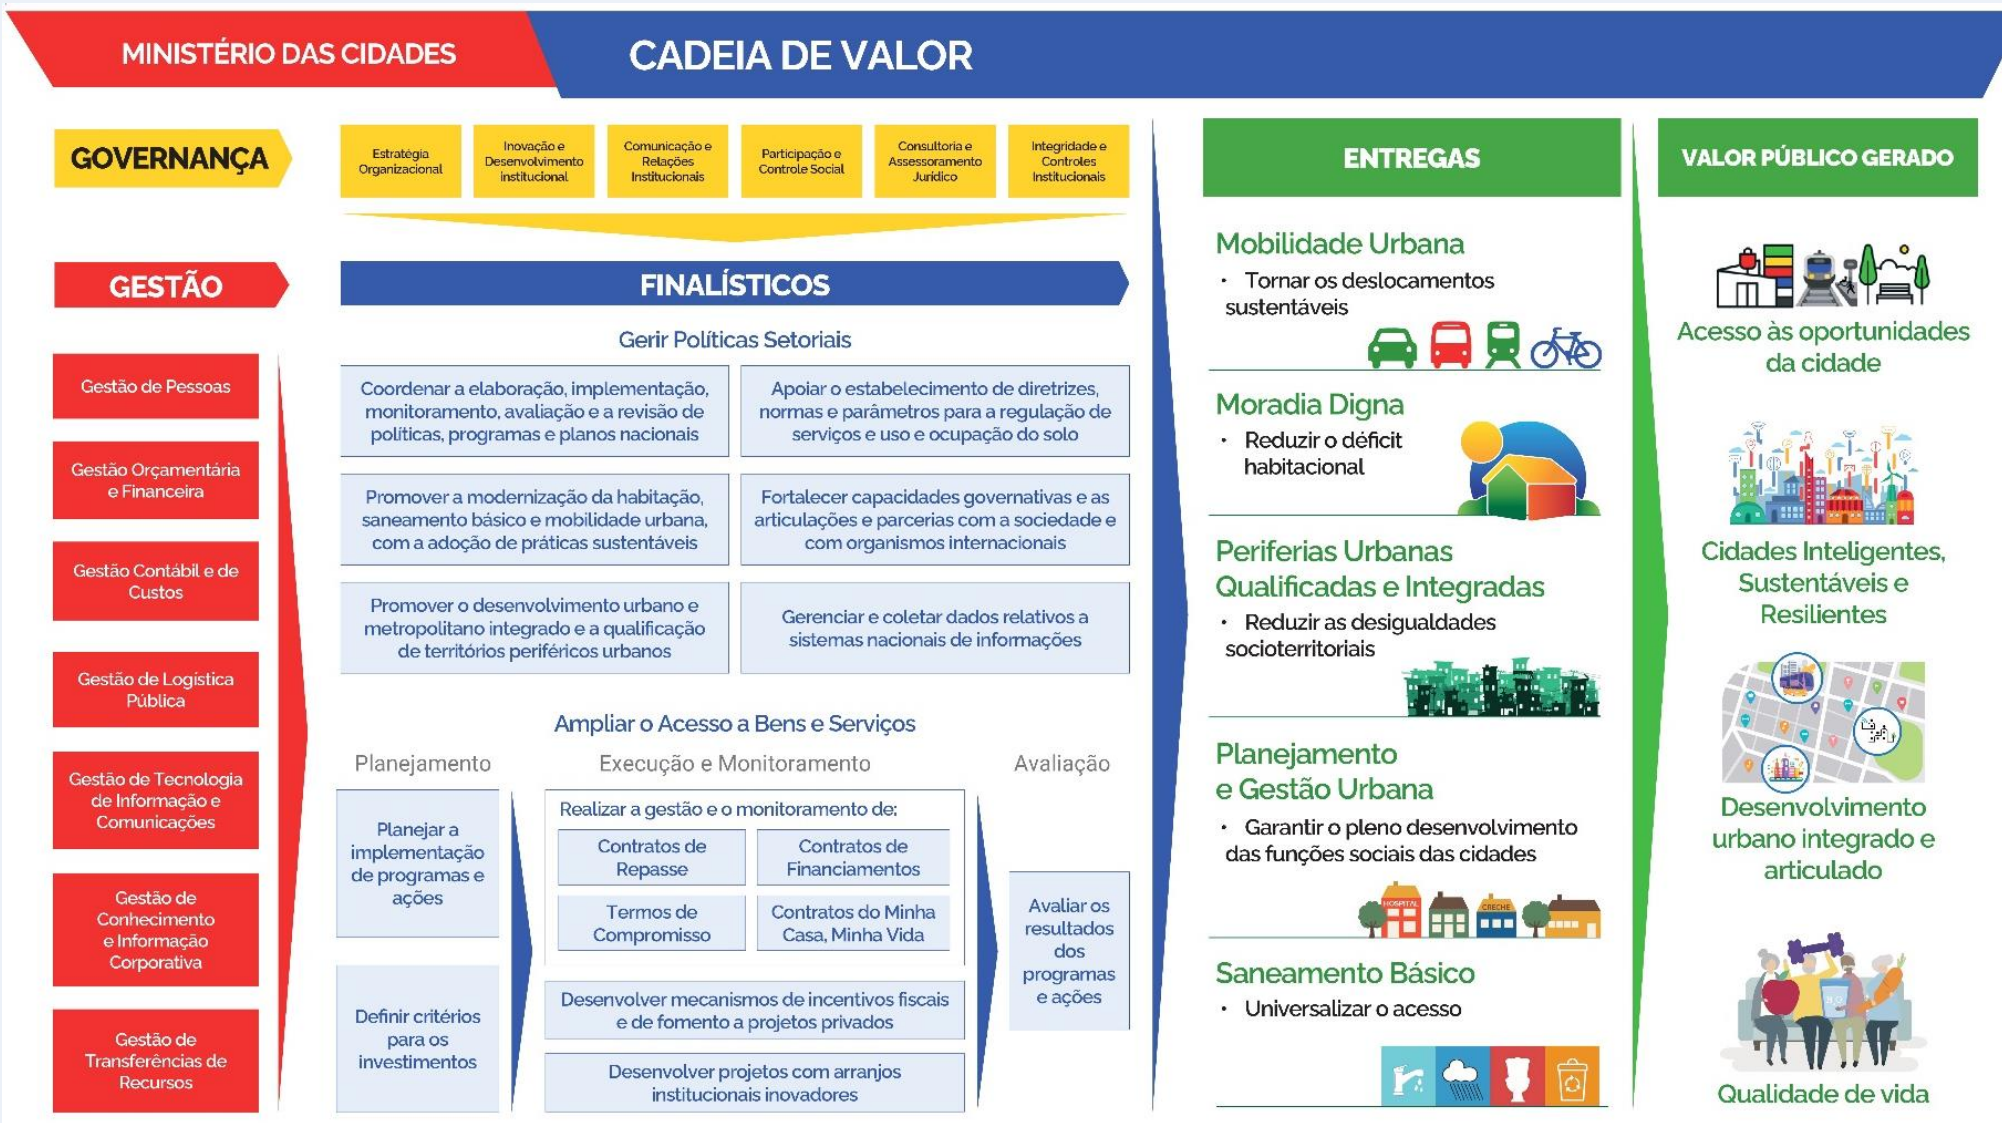 MINISTÉRIO DAS CIDADES
CADEIA DE VALOR
GOVERNANÇA
Estratégia
Organizacional
Inovação e
Desenvolvimento
institucional
Comunicação e
Relações
Institucionais
Participação e
Controle Social
Consultoria e
Assessoramento
Jurídico
Integridade e
Controles
Institucionais
GESTÃO
Gestão de Pessoas
Gestão Orçamentária
e Financeira
Gestão Contábil e de
Custos
Gestão de Logística
Pública
Gestão de Tecnologia
de Informação e
Comunicações
Gestão de
Conhecimento
e Informação
Corporativa
Gestão de
Transferências de
Recursos
FINALÍSTICOS
Gerir Políticas Setoriais
Coordenar a elaboração, implementação,
monitoramento, avaliação e a revisão de
políticas, programas e planos nacionais
Apoiar o estabelecimento de diretrizes,
normas e parâmetros para a regulação de
serviços e uso e ocupação do solo
Promover a modernização da habitação,
saneamento básico e mobilidade urbana,
com a adoção de práticas sustentáveis
Fortalecer capacidades governativas e as
articulações e parcerias com a sociedade e
com organismos internacionais
Promover o desenvolvimento urbano e
metropolitano integrado e a qualificação
de territórios periféricos urbanos
Gerenciar e coletar dados relativos a
sistemas nacionais de informações
Ampliar o Acesso a Bens e Serviços
Planejamento
Planejar a
implementação
de programas e
ações
Definir critérios
para os
investimentos
Execução e Monitoramento
Realizar a gestão e o monitoramento de:
Contratos de
Repasse
Contratos de
Financiamentos
Termos de
Compromisso
Contratos do Minha
Casa, Minha Vida
Desenvolver mecanismos de incentivos fiscais
e de fomento a projetos privados
Desenvolver projetos com arranjos
institucionais inovadores
Avaliação
Avaliar os
resultados
dos
programas
e ações
ENTREGAS
Mobilidade Urbana
• Tornar os deslocamentos
sustentáveis
Moradia Digna
• Reduzir o déficit
habitacional
Periferias Urbanas
Qualificadas e Integradas
• Reduzir as desigualdades
socioterritoriais
Planejamento
e Gestão Urbana
• Garantir o pleno desenvolvimento
das funções sociais das cidades
HOSPITAL
CRECHE
Saneamento Básico
• Universalizar o acesso
VALOR PÚBLICO GERADO
Acesso às oportunidades
da cidade
Cidades Inteligentes,
Sustentáveis e
Resilientes
Desenvolvimento
urbano integrado e
articulado
Qualidade de vida